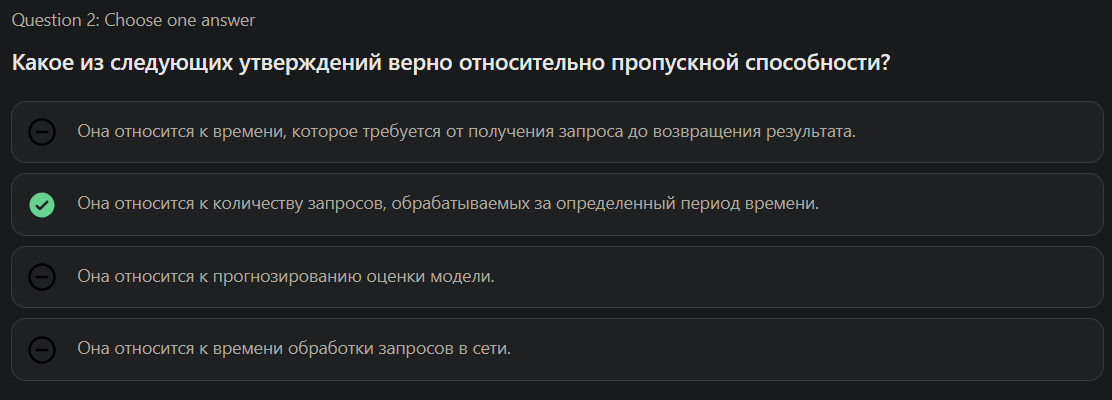 Question 2: Choose one answer
Какое из следующих утверждений верно относительно пропускной способности?
Она относится к времени, которое требуется от получения запроса до возвращения результата.
Она относится к количеству запросов, обрабатываемых за определенный период времени.
Она относится к прогнозированию оценки модели.
Она относится к времени обработки запросов в сети.